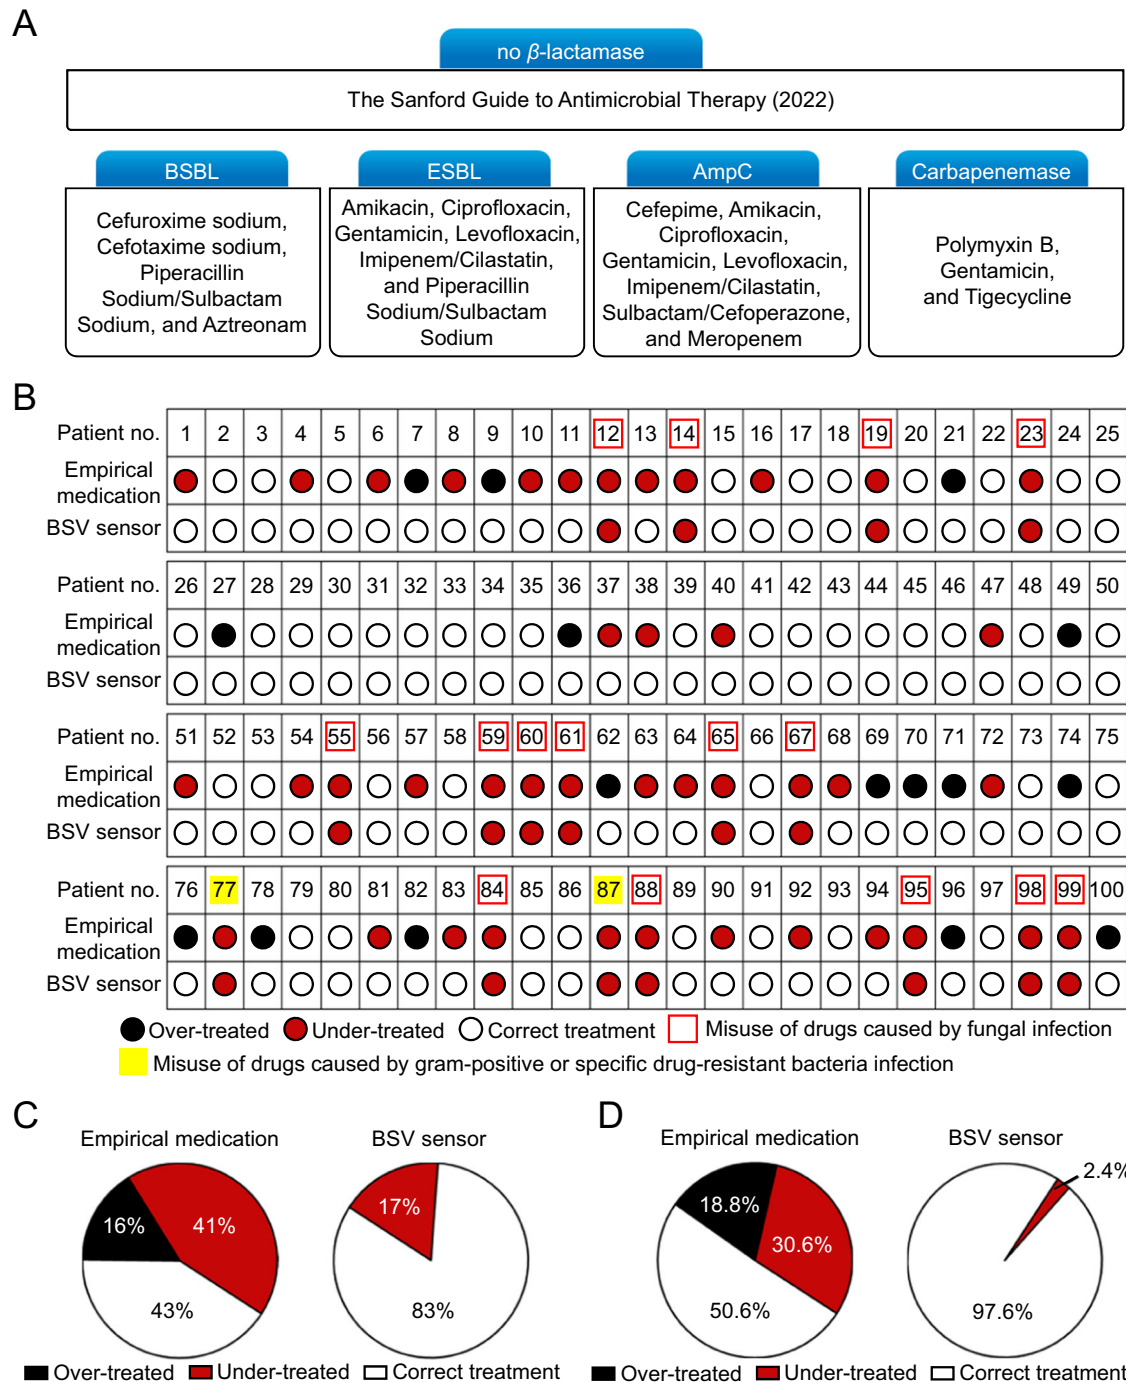 A
no β-lactamase
The Sanford Guide to Antimicrobial Therapy (2022)
BSBL
Cefuroxime sodium,
Cefotaxime sodium,
Piperacillin
Sodium/Sulbactam
Sodium, and Aztreonam
ESBL
Amikacin, Ciprofloxacin,
Gentamicin, Levofloxacin,
Imipenem/Cilastatin,
and Piperacillin
Sodium/Sulbactam
Sodium
AmpC
Cefepime, Amikacin,
Ciprofloxacin,
Gentamicin, Levofloxacin,
Imipenem/Cilastatin,
Sulbactam/Cefoperazone,
and Meropenem
Carbapenemase
Polymyxin B,
Gentamicin,
and Tigecycline
B
Patient no. 1 2 3 4 5 6 7 8 9 10 11 12 13 14 15 16 17 18 19 20 21 22 23 24 25
Empirical
medication
BSV sensor
Patient no. 26 27 28 29 30 31 32 33 34 35 36 37 38 39 40 41 42 43 44 45 46 47 48 49 50
Empirical
medication
BSV sensor
Patient no. 51 52 53 54 55 56 57 58 59 60 61 62 63 64 65 66 67 68 69 70 71 72 73 74 75
Empirical
medication
BSV sensor
Patient no. 76 77 78 79 80 81 82 83 84 85 86 87 88 89 90 91 92 93 94 95 96 97 98 99 100
Empirical
medication
BSV sensor
Over-treated Under-treated Correct treatment Misuse of drugs caused by fungal infection
Misuse of drugs caused by gram-positive or specific drug-resistant bacteria infection
C
Empirical medication
16%
41%
43%
BSV sensor
17%
83%
Over-treated Under-treated Correct treatment
D
Empirical medication
18.8%
30.6%
50.6%
BSV sensor
2.4%
97.6%
Over-treated Under-treated Correct treatment